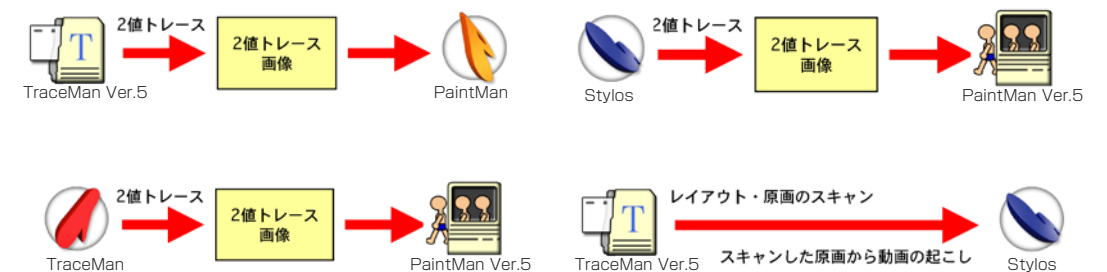 2値トレース
2値トレース
画像
TraceMan Ver.5
PaintMan
2値トレース
2値トレース
画像
Stylos
PaintMan Ver.5
2値トレース
2値トレース
画像
TraceMan
PaintMan Ver.5
T
レイアウト・原画のスキャン
スキャンした原画から動画の起こし
TraceMan Ver.5
Stylos
T